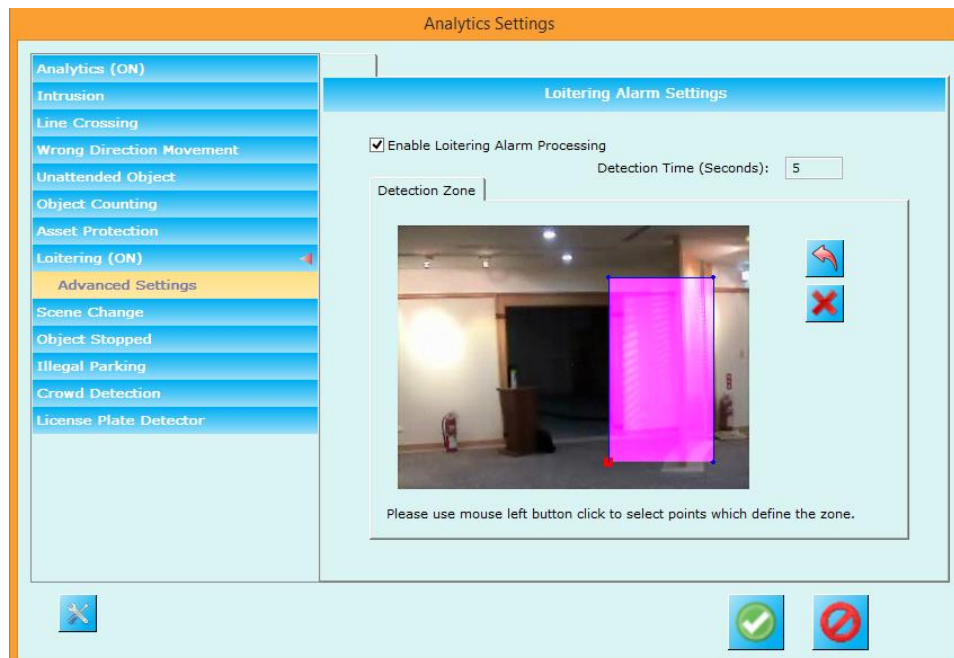 Analytics Settings
Analytics (ON)
Intrusion
Line Crossing
Wrong Direction Movement
Unattended Object
Object Counting
Asset Protection
Loitering (ON)
Advanced Settings
Scene Change
Object Stopped
Illegal Parking
Crowd Detection
License Plate Detector
Loitering Alarm Settings
Enable Loitering Alarm Processing
Detection Time (Seconds): 5
Detection Zone
Please use mouse left button click to select points which define the zone.